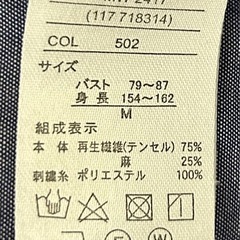 (117 718314)
COL 502
サイズ
バスト 79~87
身長 154~162
M
組成表示
本体 再生繊維(テンセル) 75%
麻 25%
刺繍糸 ポリエステル 100%